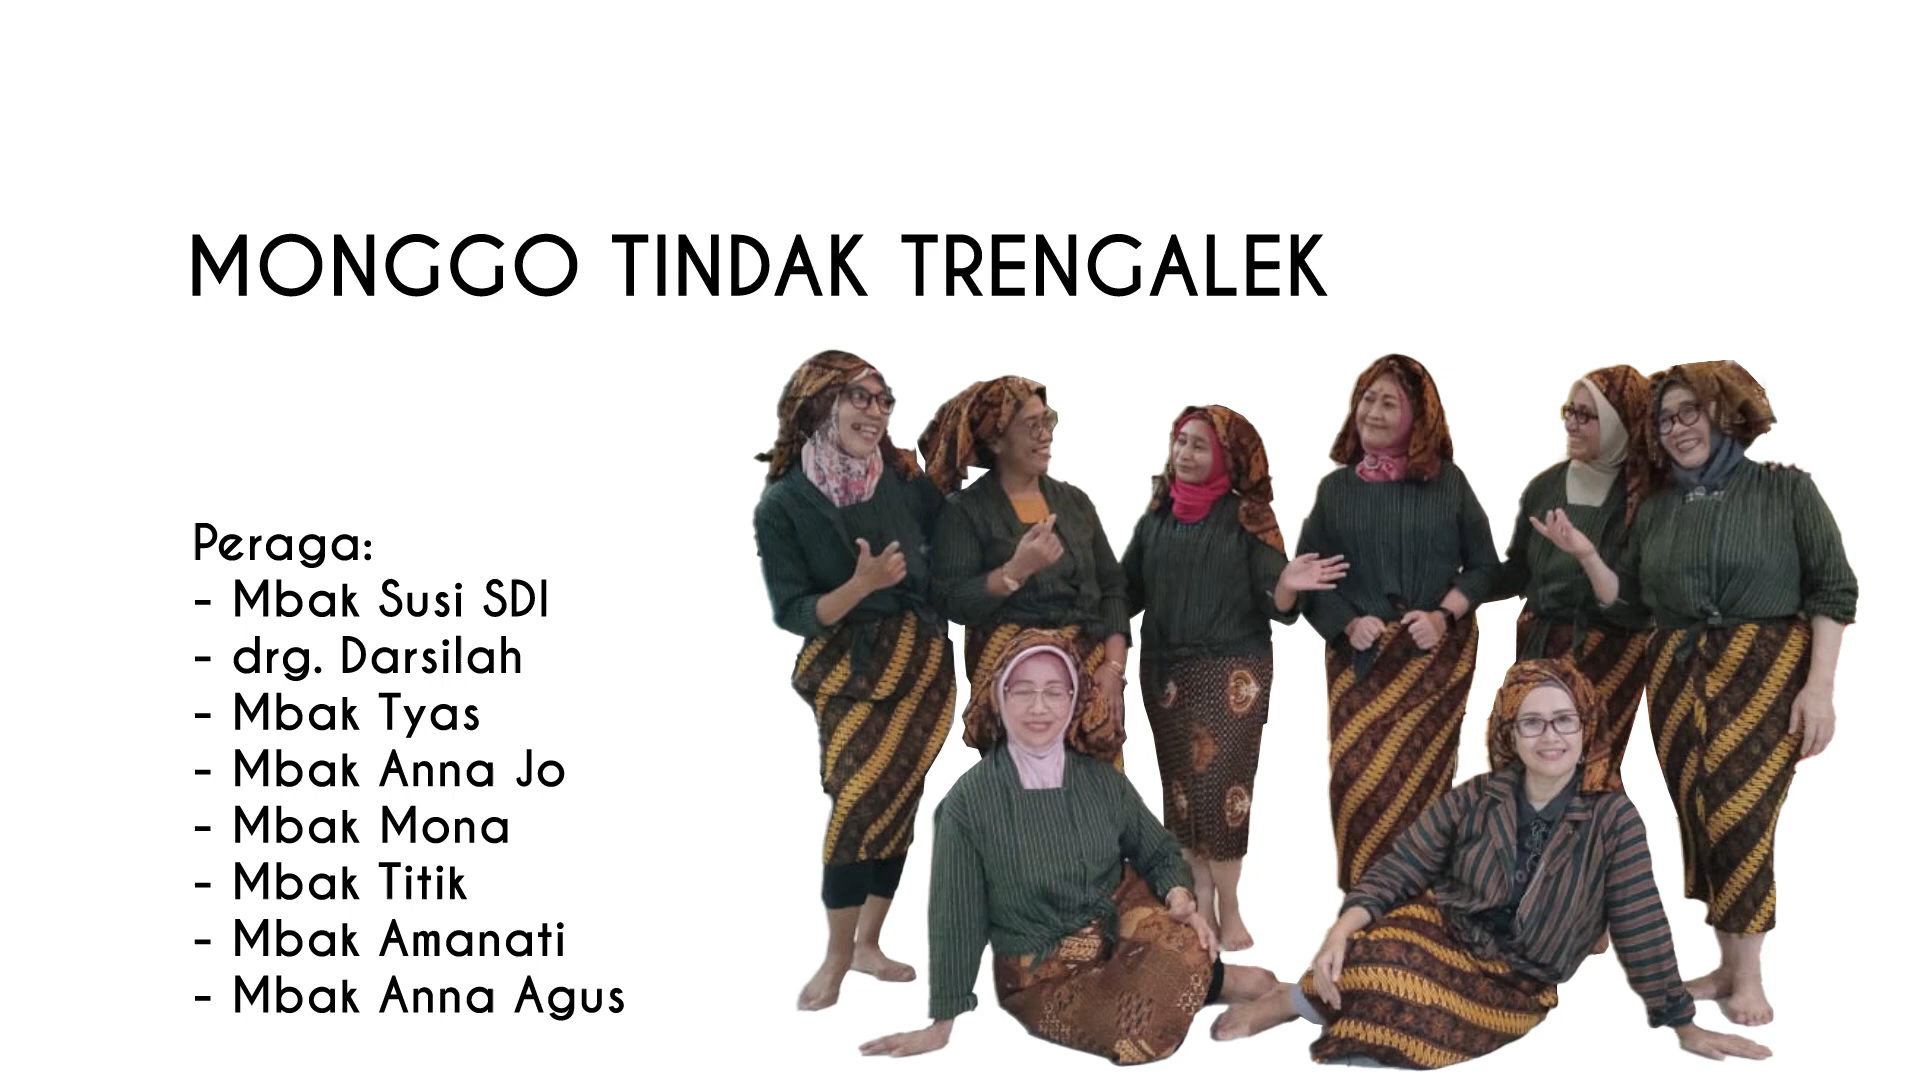 MONGGO TINDAK TRENGALEK
Peraga:
- Mbak Susi SDI
- drg. Darsilah
- Mbak Tyas
- Mbak Anna Jo
- Mbak Mona
- Mbak Titik
- Mbak Amanati
- Mbak Anna Agus